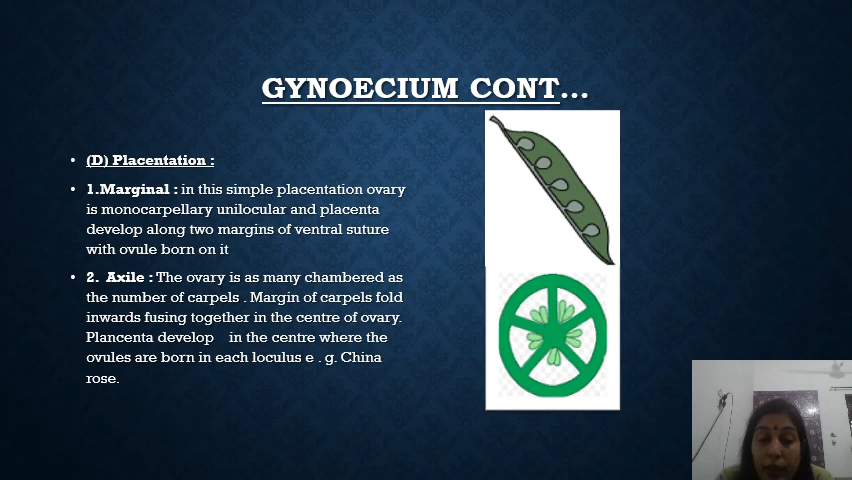 GYNOECIUM CONT...
• (D) Placentation :
• 1.Marginal : in this simple placentation ovary
is monocarpellary unilocular and placenta
develop along two margins of ventral suture
with ovule born on it
• 2. Axile : The ovary is as many chambered as
the number of carpels . Margin of carpels fold
inwards fusing together in the centre of ovary.
Plancenta develop in the centre where the
ovules are born in each loculus e . g. China
rose.